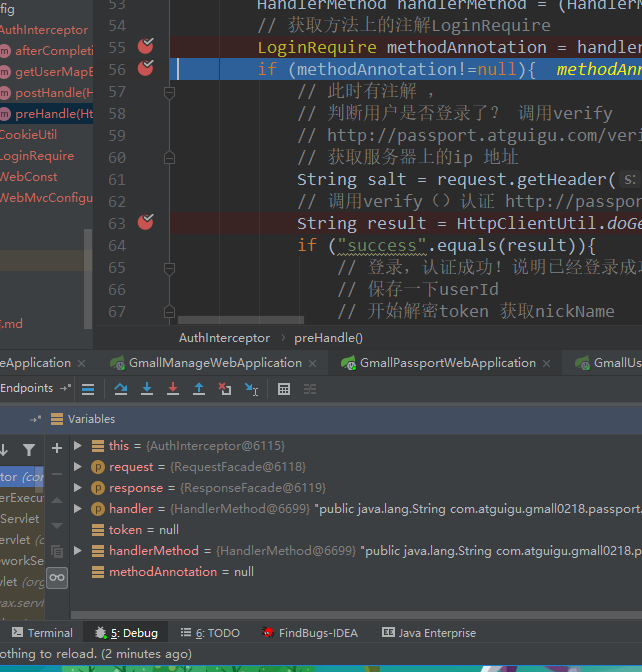 fig
AuthInterceptor
afterCompleti
getUserMapB
postHandle(H
preHandle(Ht
CookieUtil
LoginRequire
WebConst
WebMvcConfigu
.md
53 HandlerMethod handlerMethod = (HandlerM
54 // 获取方法上的注解LoginRequire
55 LoginRequire methodAnnotation = handler
56 if (methodAnnotation!=null){ methodAnn
57 // 此时有注解 ，
58 // 判断用户是否登录了？ 调用verify
59 // http://passport.atguigu.com/veri
60 // 获取服务器上的ip 地址
61 String salt = request.getHeader( s:
62 // 调用verify（）认证 http://passpor
63 String result = HttpClientUtil.doGe
64 if ("success".equals(result)){
65 // 登录，认证成功！说明已经登录成功
66 // 保存一下userId
67 // 开始解密token 获取nickName
AuthInterceptor › preHandle()
eApplication × GmallManageWebApplication × GmallPassportWebApplication × GmallUs
Endpoints
Variables
this = {AuthInterceptor@6115}
request = {RequestFacade@6118}
response = {ResponseFacade@6119}
handler = {HandlerMethod@6699} "public java.lang.String com.atguigu.gmall0218.passport.
token = null
handlerMethod = {HandlerMethod@6699} "public java.lang.String com.atguigu.gmall0218.p
methodAnnotation = null
tor (cor
erExecut
Servlet
ervlet (
eworkSe
vlet (org
vax.servi
Terminal 5: Debug 6: TODO FindBugs-IDEA Java Enterprise
othing to reload. (2 minutes ago)